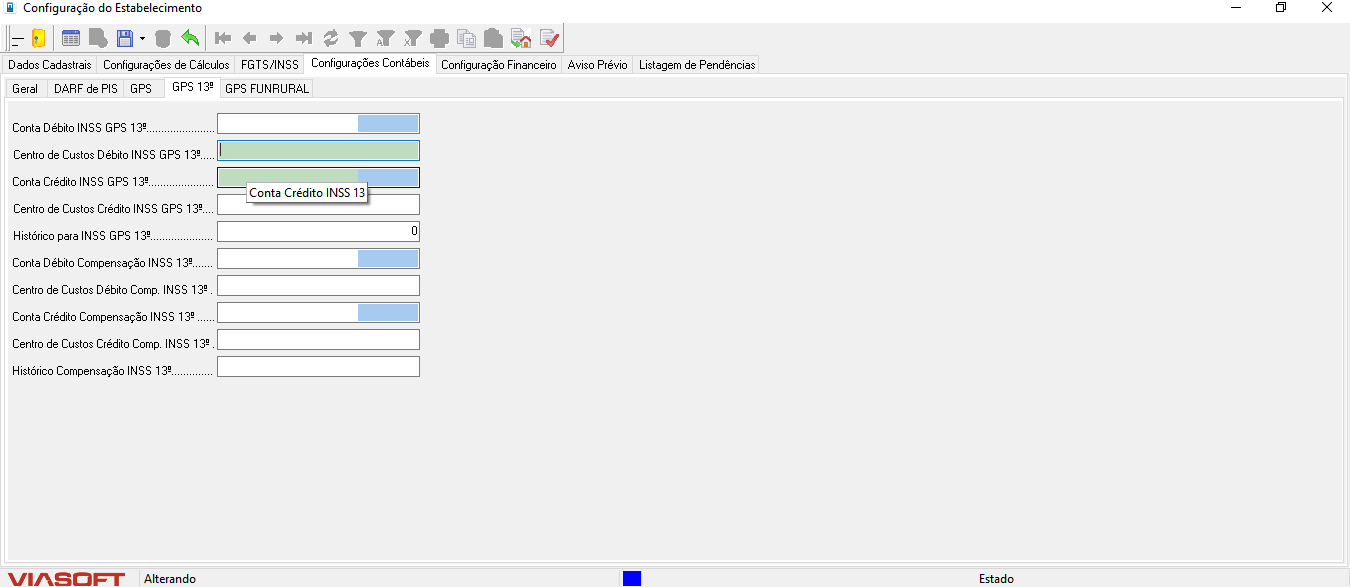 Configuração do Estabelecimento
Dados Cadastrais Configurações de Cálculos FGTS/INSS Configurações Contábeis Configuração Financeiro Aviso Prévio Listagem de Pendências
Geral DARF de PIS GPS GPS 13º GPS FUNRURAL
Conta Débito INSS GPS 13º.......................
Centro de Custos Débito INSS GPS 13º.....
Conta Crédito INSS GPS 13º......................
Conta Crédito INSS 13
Centro de Custos Crédito INSS GPS 13º....
Histórico para INSS GPS 13º..................... 0
Conta Débito Compensação INSS 13º.......
Centro de Custos Débito Comp. INSS 13º .
Conta Crédito Compensação INSS 13º ......
Centro de Custos Crédito Comp. INSS 13º .
Histórico Compensação INSS 13º..............
VIASOFT Alterando Estado